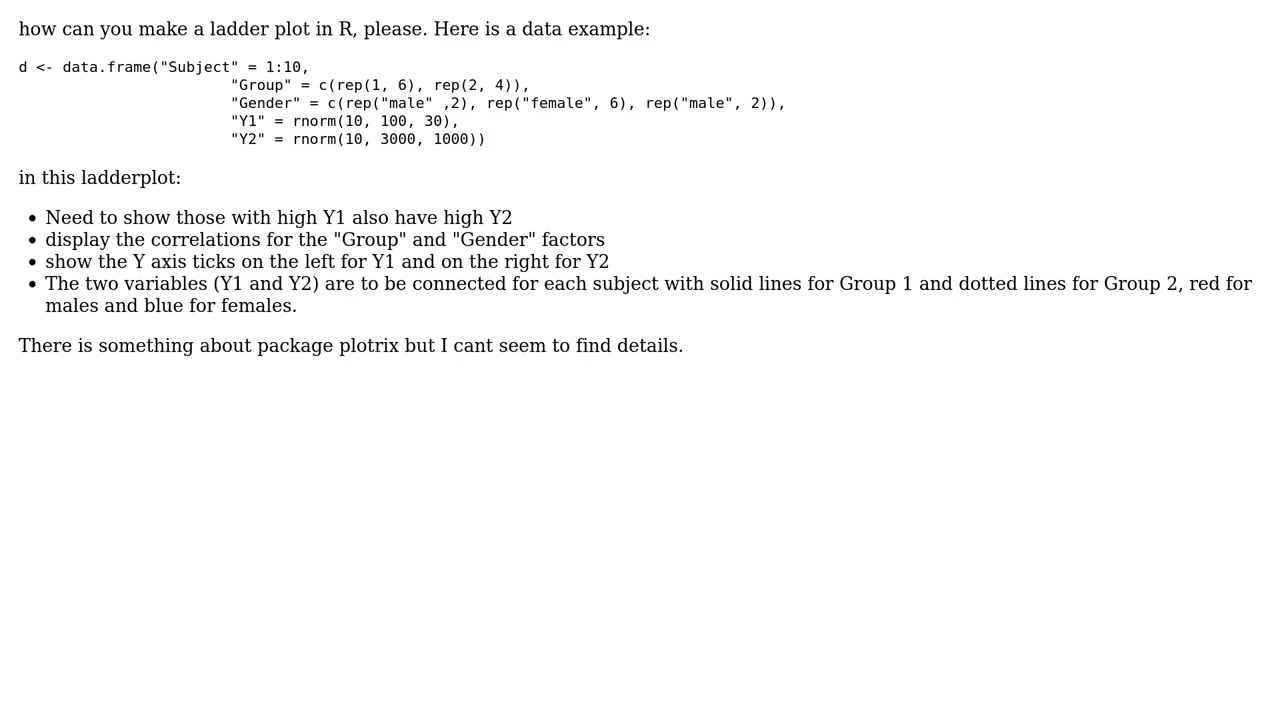 how can you make a ladder plot in R, please. Here is a data example:
d <- data.frame("Subject" = 1:10,
                        "Group" = c(rep(1, 6), rep(2, 4)),
                        "Gender" = c(rep("male" ,2), rep("female", 6), rep("male", 2)),
                        "Y1" = rnorm(10, 100, 30),
                        "Y2" = rnorm(10, 3000, 1000))
in this ladderplot:
• Need to show those with high Y1 also have high Y2
• display the correlations for the "Group" and "Gender" factors
• show the Y axis ticks on the left for Y1 and on the right for Y2
• The two variables (Y1 and Y2) are to be connected for each subject with solid lines for Group 1 and dotted lines for Group 2, red for
males and blue for females.
There is something about package plotrix but I cant seem to find details.